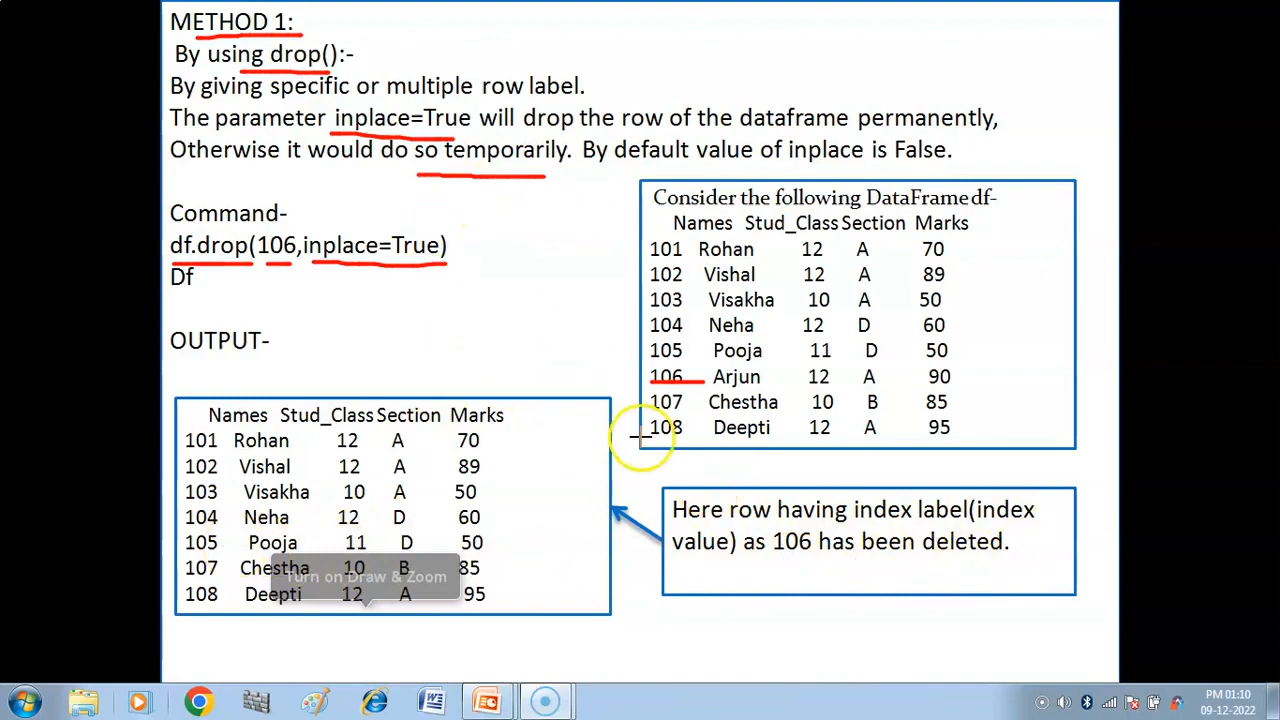 METHOD 1:
By using drop():-
By giving specific or multiple row label.
The parameter inplace=True will drop the row of the dataframe permanently,
Otherwise it would do so temporarily. By default value of inplace is False.
Command-
df.drop(106,inplace=True)
Df
OUTPUT-
Consider the following DataFrame df-
Names Stud_Class Section Marks
101 Rohan 12 A 70
102 Vishal 12 A 89
103 Visakha 10 A 50
104 Neha 12 D 60
105 Pooja 11 D 50
106 Arjun 12 A 90
107 Chestha 10 B 85
108 Deepti 12 A 95
Names Stud_Class Section Marks
101 Rohan 12 A 70
102 Vishal 12 A 89
103 Visakha 10 A 50
104 Neha 12 D 60
105 Pooja 11 D 50
107 Chestha 10 B 85
108 Deepti 12 A 95
Turn on Draw & Zoom
Here row having index label(index
value) as 106 has been deleted.
PM 01:10
09-12-2022